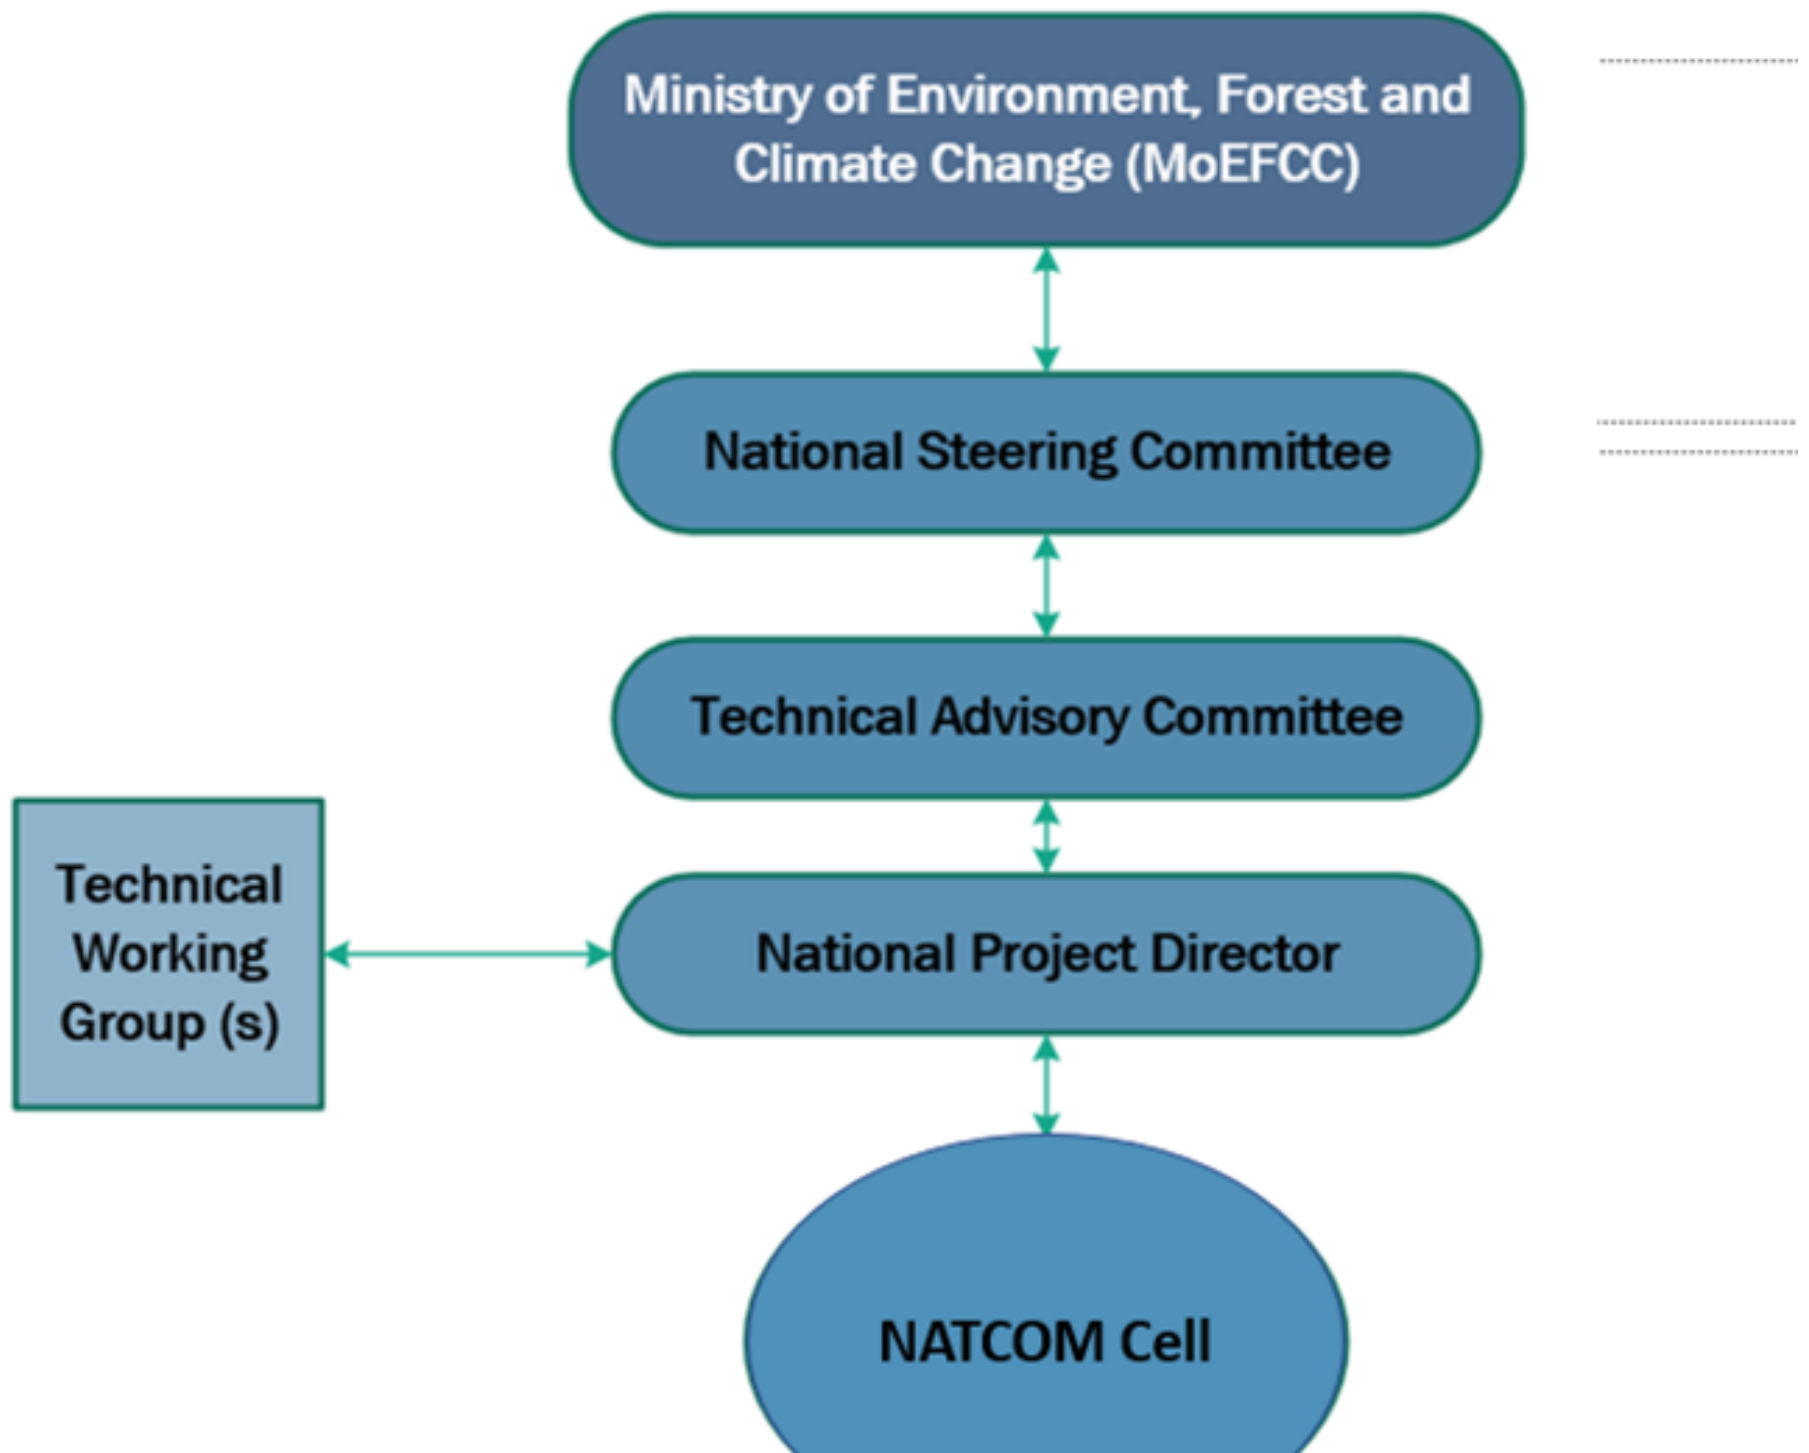 Ministry of Environment, Forest and
Climate Change (MoEFCC)
National Steering Committee
Technical Advisory Committee
Technical
Working
Group (s)
National Project Director
NATCOM Cell